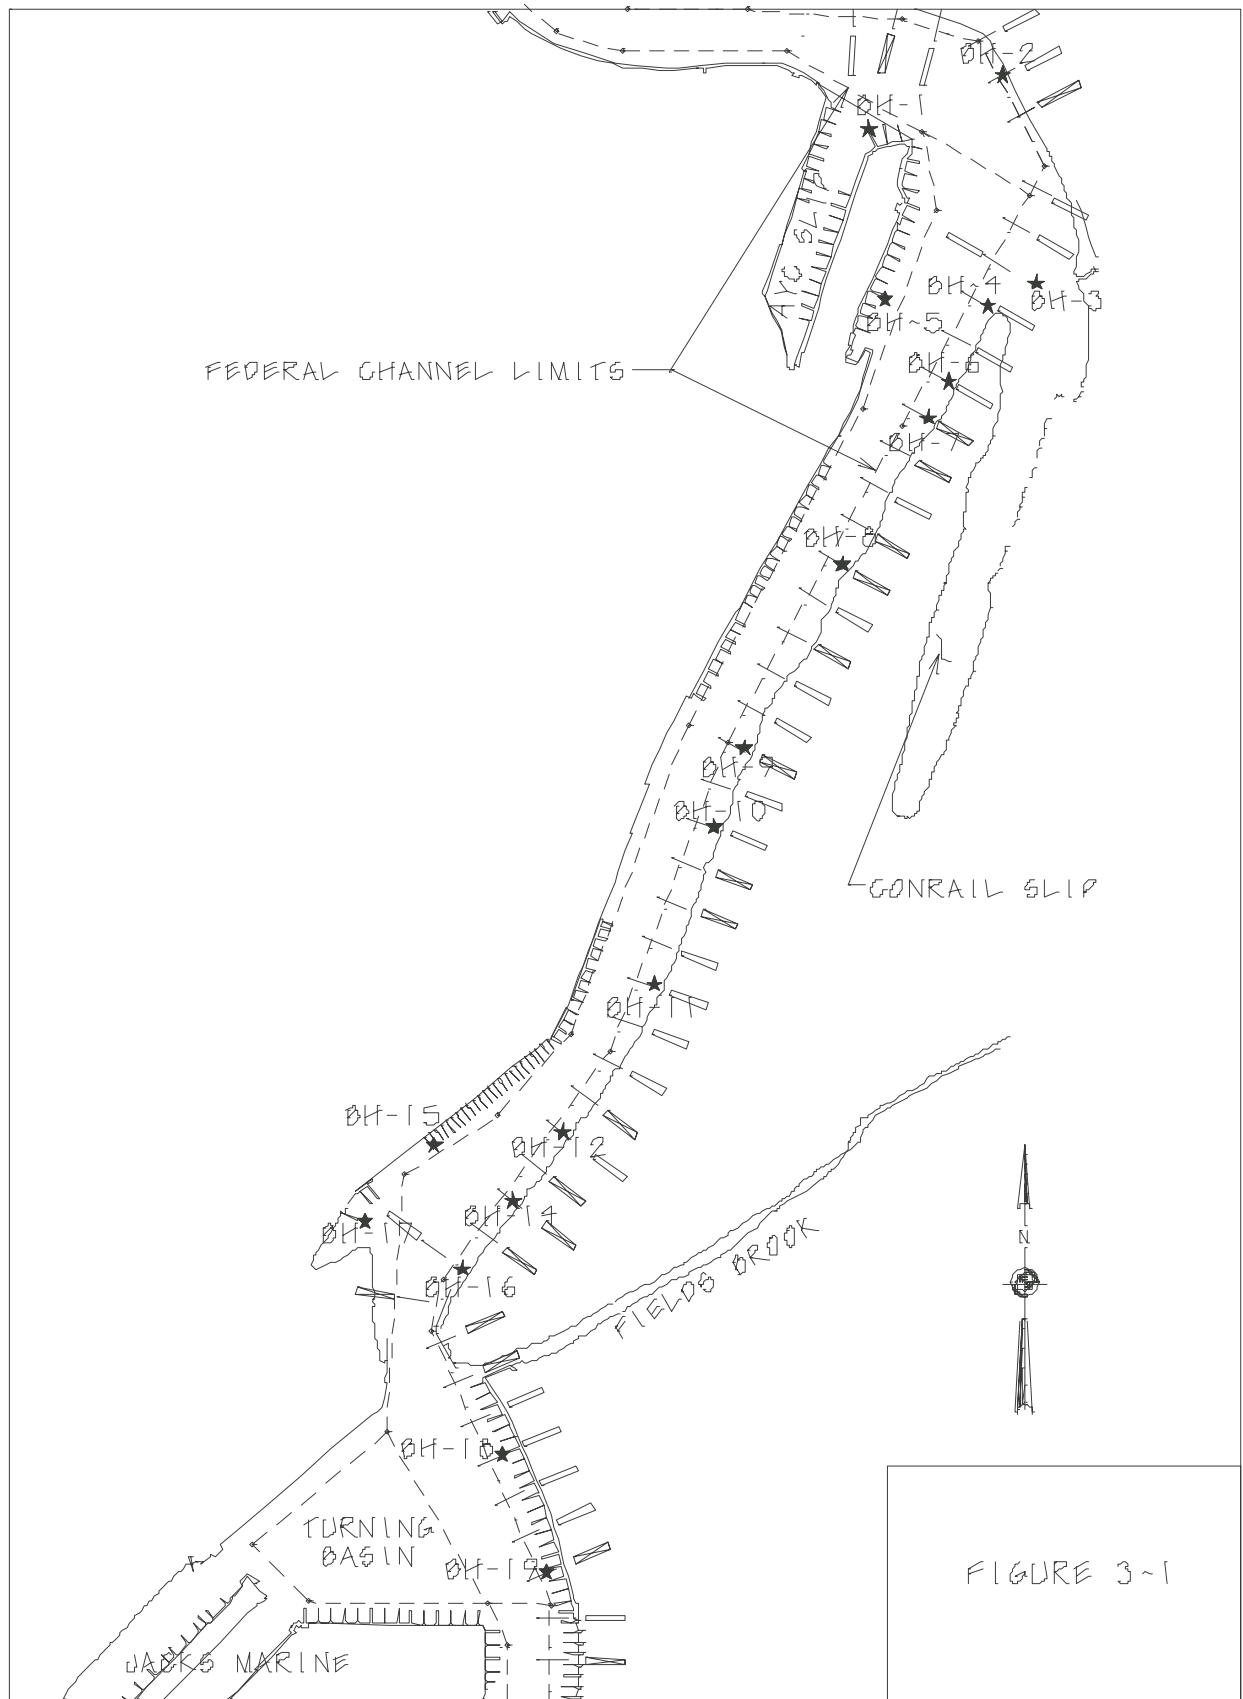 BH-2
BH-1
AYC SLIP
BH-4
BH-3
BH-5
BH-6
FEDERAL CHANNEL LIMITS
BH-7
BH-8
BH-9
BH-10
CONRAIL SLIP
BH-11
BH-15
BH-12
BH-14
BH-17
N
FIELDS BROOK
BH-16
BH-18
TURNING
BASIN
BH-19
FIGURE 3-1
JACKS MARINE